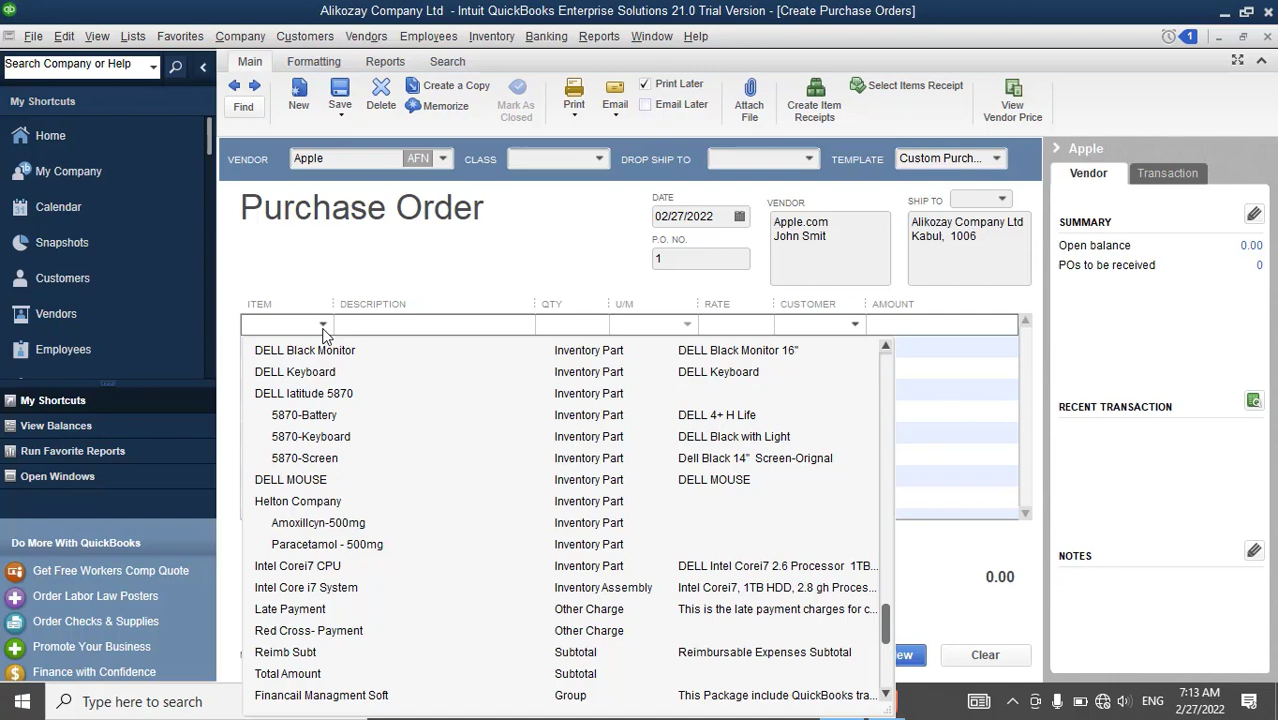 Alikozay Company Ltd - Intuit QuickBooks Enterprise Solutions 21.0 Trial Version - [Create Purchase Orders]
File Edit View Lists Favorites Company Customers Vendors Employees Inventory Banking Reports Window Help 1
Search Company or Help
My Shortcuts
Home
My Company
Calendar
Snapshots
Customers
Vendors
Employees
My Shortcuts
View Balances
Run Favorite Reports
Open Windows
Do More With QuickBooks
Get Free Workers Comp Quote
Order Labor Law Posters
Order Checks & Supplies
Promote Your Business
Finance with Confidence
Main Formatting Reports Search
Find New Save Delete Create a Copy Memorize Mark As Closed Print Email Print Later Email Later Attach File Create Item Receipts Select Items Receipt View Vendor Price
VENDOR Apple AFN CLASS DROP SHIP TO TEMPLATE Custom Purch...
Purchase Order
DATE
02/27/2022
P.O. NO.
1
VENDOR
Apple.com
John Smit
SHIP TO
Alikozay Company Ltd
Kabul, 1006
ITEM DESCRIPTION QTY U/M RATE CUSTOMER AMOUNT
DELL Black Monitor Inventory Part DELL Black Monitor 16"
DELL Keyboard Inventory Part DELL Keyboard
DELL latitude 5870 Inventory Part
5870-Battery Inventory Part DELL 4+ H Life
5870-Keyboard Inventory Part DELL Black with Light
5870-Screen Inventory Part Dell Black 14" Screen-Orignal
DELL MOUSE Inventory Part DELL MOUSE
Helton Company Inventory Part
Amoxillcyn-500mg Inventory Part
Paracetamol - 500mg Inventory Part
Intel Corei7 CPU Inventory Part DELL Intel Corei7 2.6 Processor 1TB...
Intel Core i7 System Inventory Assembly Intel Corei7, 1TB HDD, 2.8 gh Proces...
Late Payment Other Charge This is the late payment charges for c...
Red Cross- Payment Other Charge
Reimb Subt Subtotal Reimbursable Expenses Subtotal
Total Amount Subtotal
Financail Managment Soft Group This Package include QuickBooks tra...
0.00
ew Clear
Apple
Vendor Transaction
SUMMARY
Open balance 0.00
POs to be received 0
RECENT TRANSACTION
NOTES
Type here to search
ENG
7:13 AM
2/27/2022